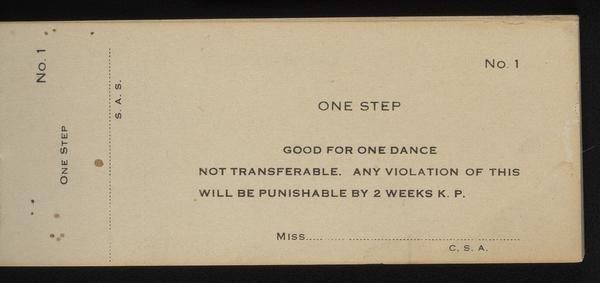 No. 1
ONE STEP
S. A. S.
No. 1
ONE STEP
GOOD FOR ONE DANCE
NOT TRANSFERABLE. ANY VIOLATION OF THIS
WILL BE PUNISHABLE BY 2 WEEKS K. P.
MISS.... .... ........................................
C. S. A.